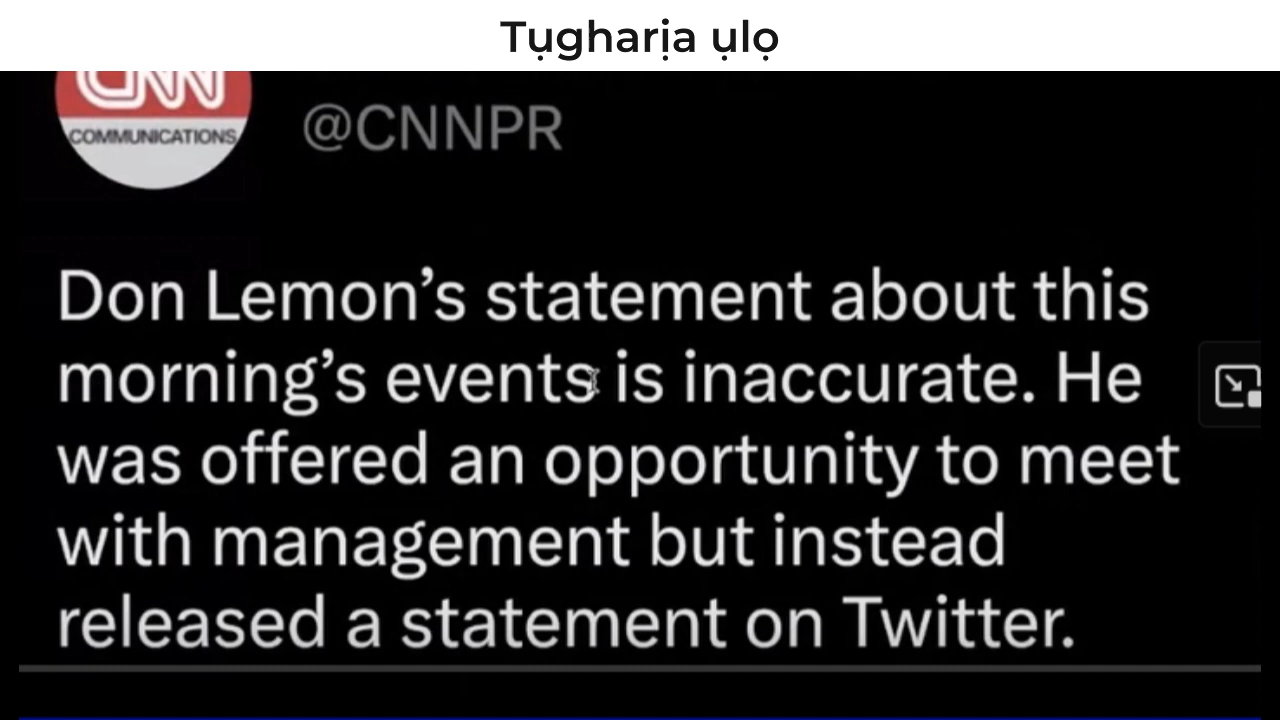 Tụgharịa ụlọ
CNN
COMMUNICATIONS
@CNNPR
Don Lemon’s statement about this
morning’s events is inaccurate. He
was offered an opportunity to meet
with management but instead
released a statement on Twitter.